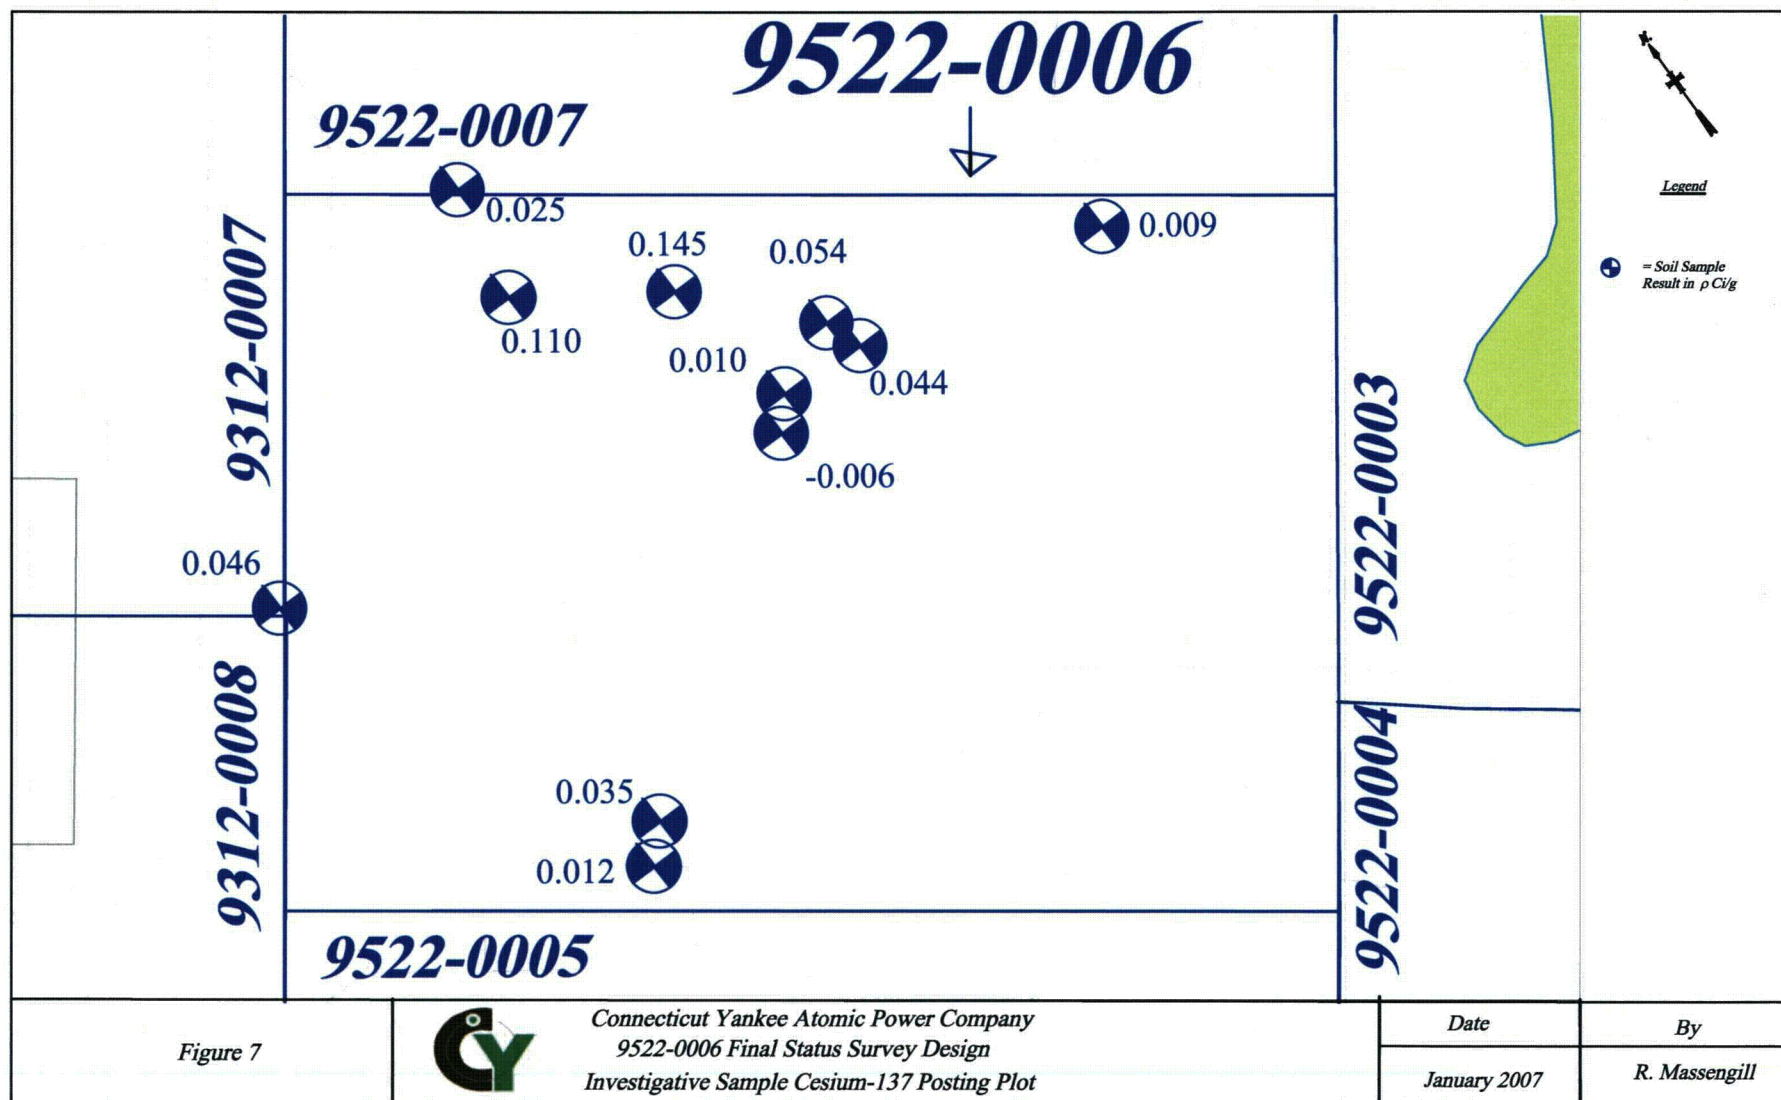 9522-0006
9522-0007
0.025
0.009
0.145
0.054
0.110
0.010
0.044
-0.006
9312-0007
0.046
9312-0008
9522-0003
9522-0004
0.035
0.012
9522-0005
Legend
= Soil Sample
Result in ρ Ci/g
Figure 7
CY
Connecticut Yankee Atomic Power Company
9522-0006 Final Status Survey Design
Investigative Sample Cesium-137 Posting Plot
Date
January 2007
By
R. Massengill